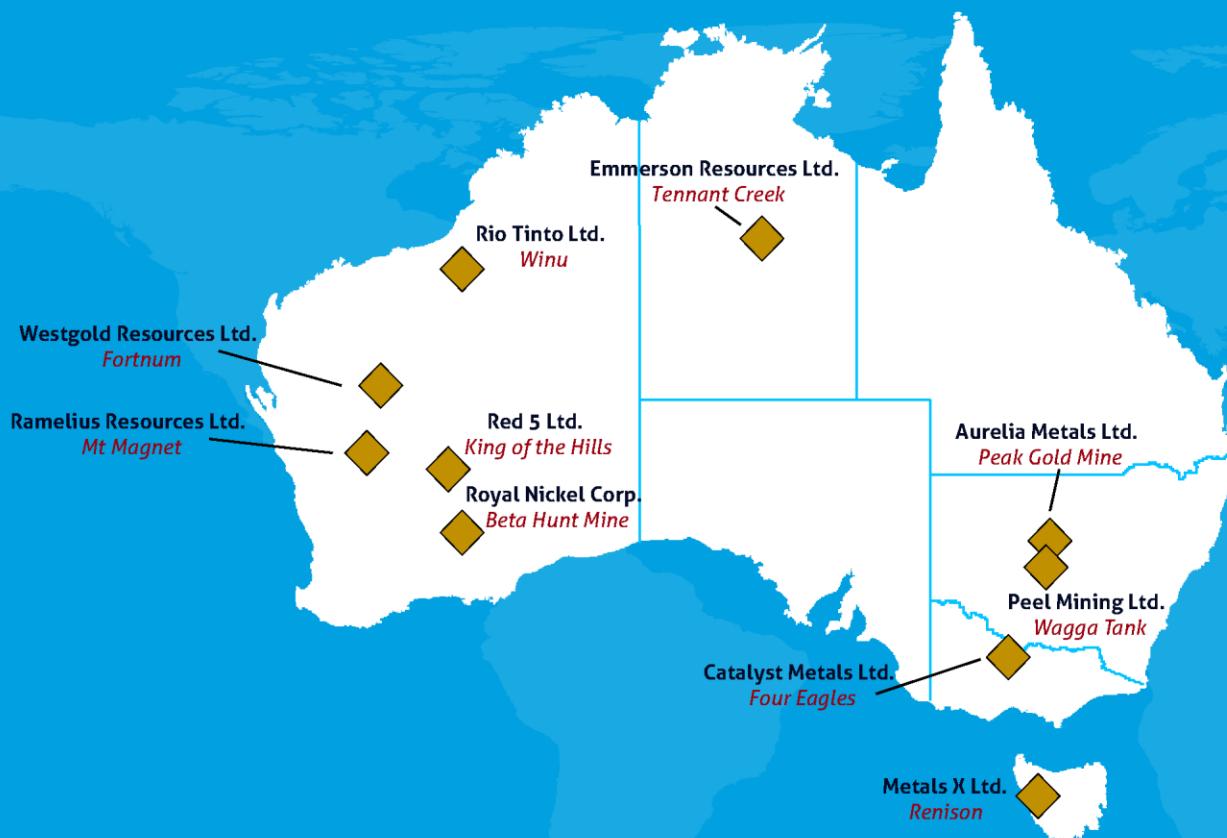 Emmerson Resources Ltd.
Tennant Creek
Rio Tinto Ltd.
Winu
Westgold Resources Ltd.
Fortnum
Ramelius Resources Ltd.
Mt Magnet
Red 5 Ltd.
King of the Hills
Royal Nickel Corp.
Beta Hunt Mine
Aurelia Metals Ltd.
Peak Gold Mine
Peel Mining Ltd.
Wagga Tank
Catalyst Metals Ltd.
Four Eagles
Metals X Ltd.
Renison